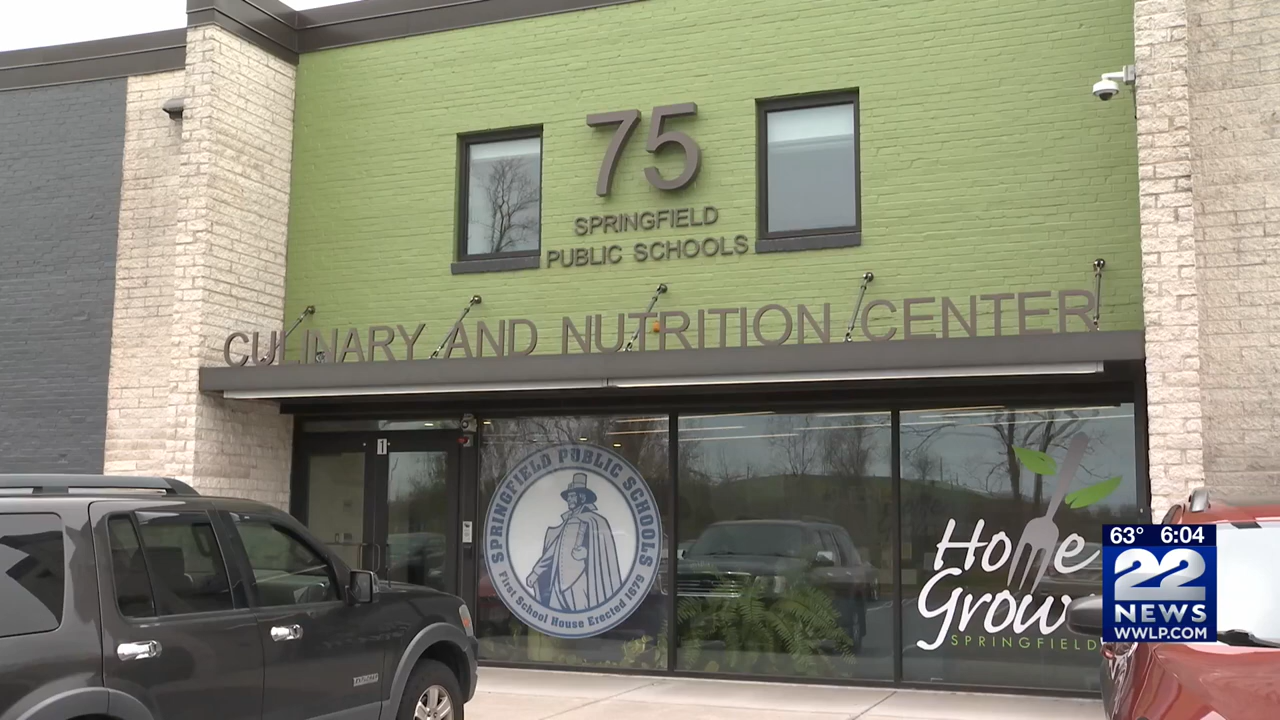 75
SPRINGFIELD
PUBLIC SCHOOLS
CULINARY AND NUTRITION CENTER
1
SPRINGFIELD PUBLIC SCHOOLS
First School House Erected 1679
Home
Grown
SPRINGFIELD
63° 6:04
22
NEWS
WWLP.COM